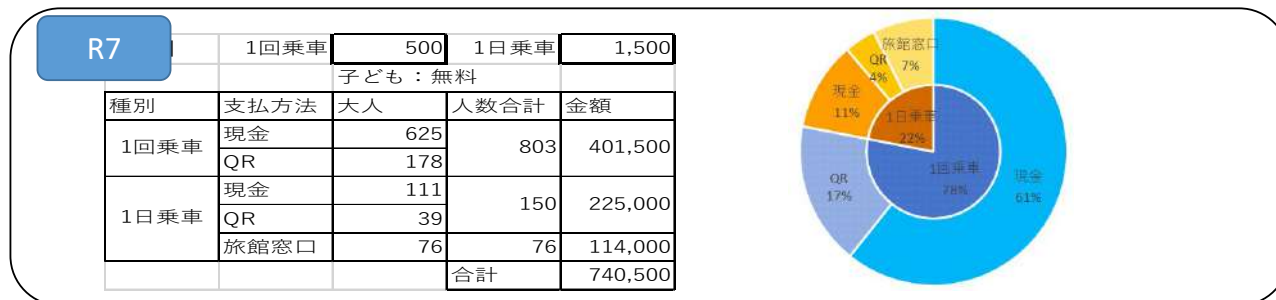 R7 1回乗車 500 1日乗車 1,500
子ども:無料
種別 支払方法 大人 人数合計 金額
1回乗車 現金 625 803 401,500
QR 178
1日乗車 現金 111 150 225,000
QR 39
旅館窓口 76 76 114,000
合計 740,500
旅館窓口
7%
QR
4%
現金
11%
1日乗車
22%
QR
17%
1回乗車
78%
現金
61%